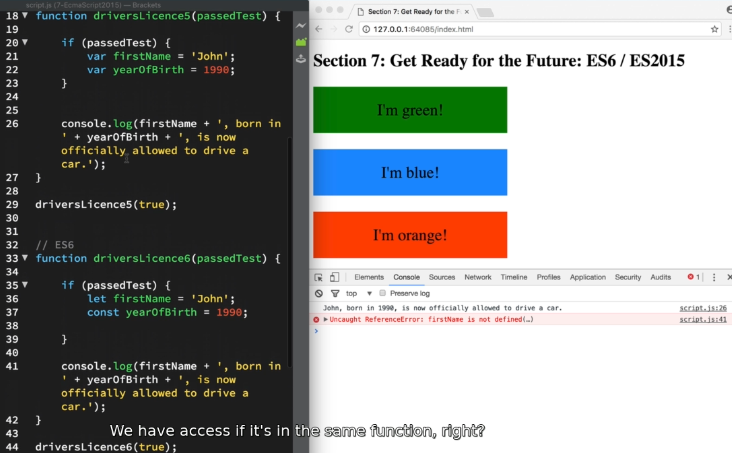 script.js (7-EcmaScript2015) — Brackets
18 function driversLicence5(passedTest) {
19
20 if (passedTest) {
21 var firstName = 'John';
22 var yearOfBirth = 1990;
23 }
24
25
26 console.log(firstName + ', born in
' + yearOfBirth + ', is now
officially allowed to drive a
car.');
27 }
28
29 driversLicence5(true);
30
31
32 // ES6
33 function driversLicence6(passedTest) {
34
35 if (passedTest) {
36 let firstName = 'John';
37 const yearOfBirth = 1990;
38
39 }
40
41 console.log(firstName + ', born in
' + yearOfBirth + ', is now
officially allowed to drive a
car.');
42 }
43
44 driversLicence6(true);
Section 7: Get Ready for the F
127.0.0.1:64085/index.html
Section 7: Get Ready for the Future: ES6 / ES2015
I'm green!
I'm blue!
I'm orange!
Elements Console Sources Network Timeline Profiles Application Security Audits 1
top Preserve log
John, born in 1990, is now officially allowed to drive a car. script.js:26
Uncaught ReferenceError: firstName is not defined(…) script.js:41
We have access if it's in the same function, right?